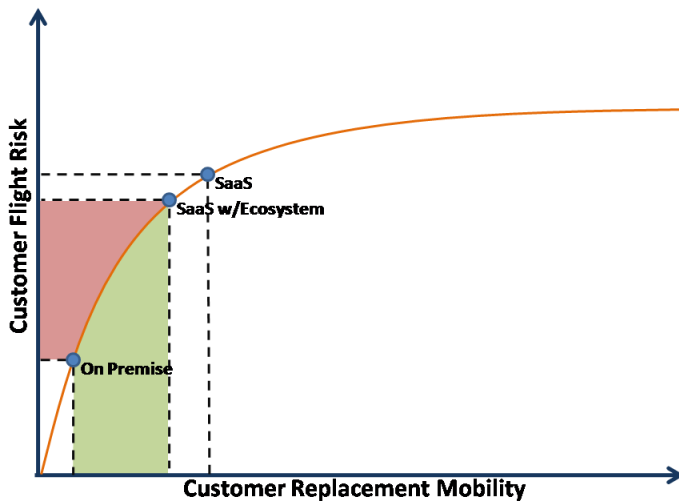 Customer Flight Risk
SaaS
SaaS w/Ecosystem
On Premise
Customer Replacement Mobility